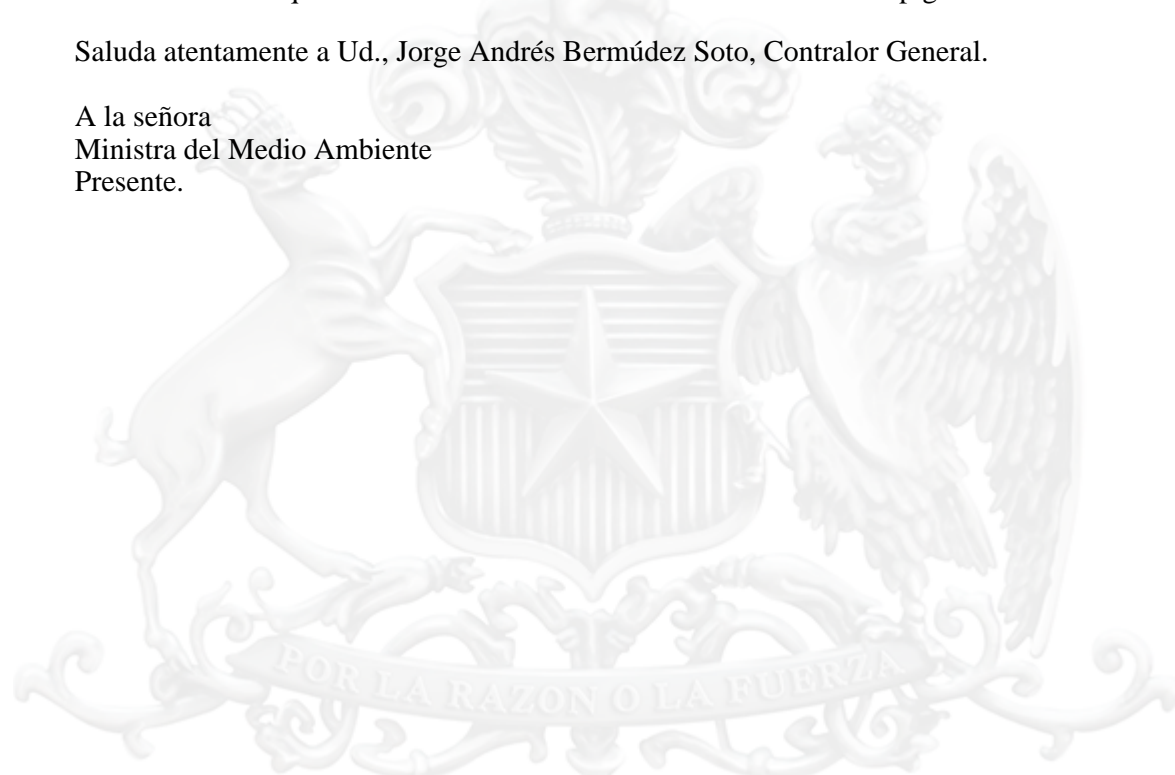 Saluda atentamente a Ud., Jorge Andrés Bermúdez Soto, Contralor General.
A la señora
Ministra del Medio Ambiente
Presente.
POR LA RAZON O LA FUERZA